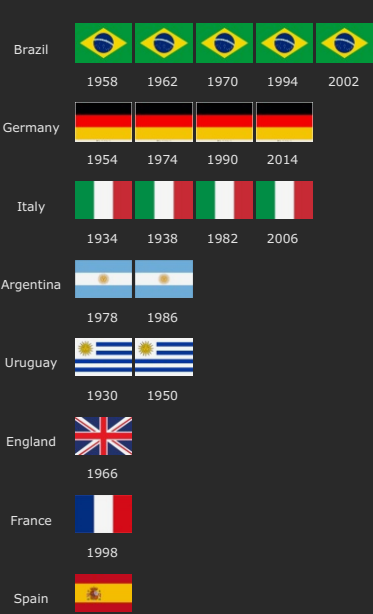 Brazil
1958 1962 1970 1994 2002
Germany
1954 1974 1990 2014
Italy
1934 1938 1982 2006
Argentina
1978 1986
Uruguay
1930 1950
England
1966
France
1998
Spain